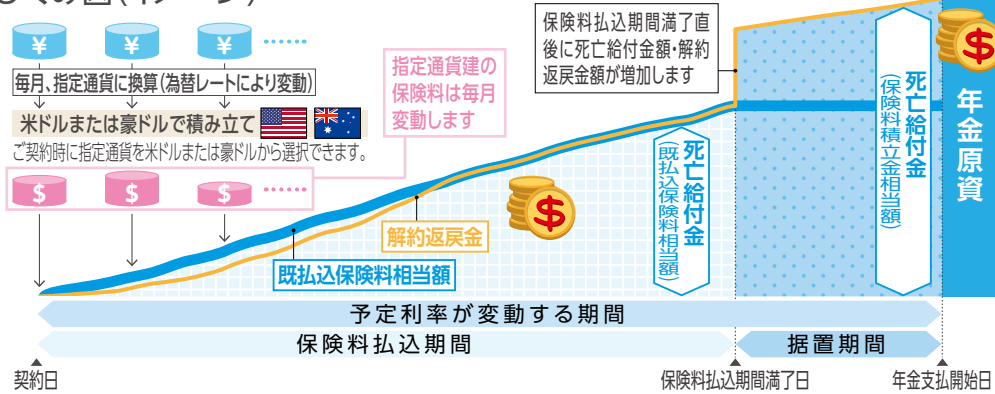 しくみ図(イメージ)
¥ ¥ ¥ ……
毎月、指定通貨に換算(為替レートにより変動)
米ドルまたは豪ドルで積み立て
ご契約時に指定通貨を米ドルまたは豪ドルから選択できます。
$ $ $ ……
指定通貨建の
保険料は毎月
変動します
保険料払込期間満了直
後に死亡給付金額・解約
返戻金額が増加します
$
解約返戻金
既払込保険料相当額
死亡給付金
(既払込保険料相当額)
死亡給付金
(保険料積立金相当額)
$
年金原資
予定利率が変動する期間
保険料払込期間
据置期間
契約日
保険料払込期間満了日
年金支払開始日